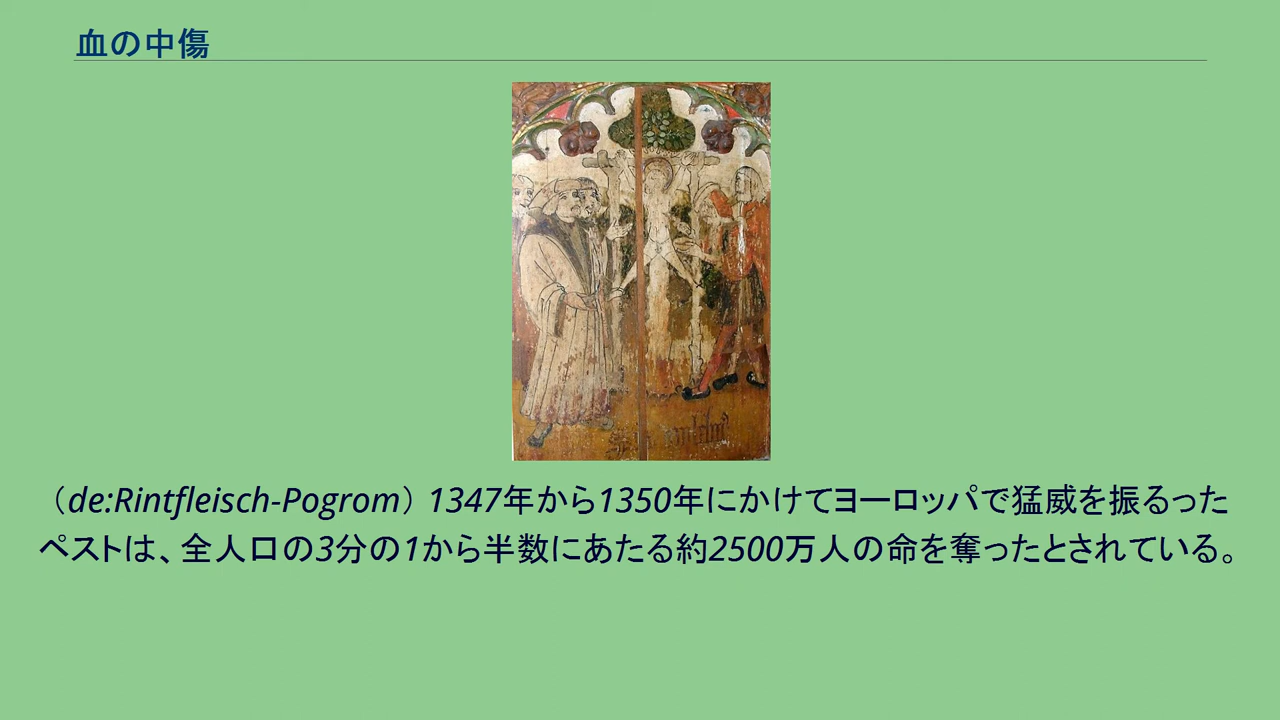 血の中傷
（de:Rintfleisch-Pogrom） 1347年から1350年にかけてヨーロッパで猛威を振るった
ペストは、全人口の3分の1から半数にあたる約2500万人の命を奪ったとされている。